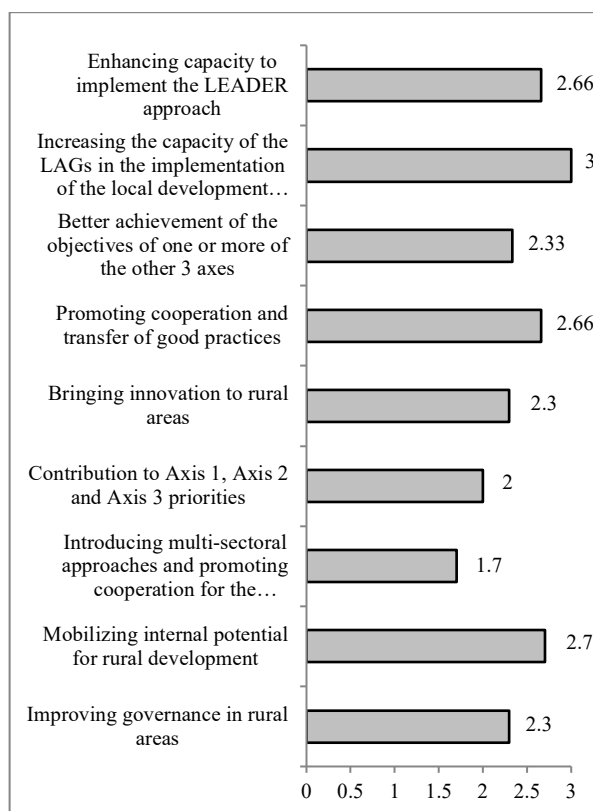 Enhancing capacity to
implement the LEADER
approach
2.66
Increasing the capacity of the
LAGs in the implementation
of the local development…
3
Better achievement of the
objectives of one or more of
the other 3 axes
2.33
Promoting cooperation and
transfer of good practices
2.66
Bringing innovation to rural
areas
2.3
Contribution to Axis 1, Axis 2
and Axis 3 priorities
2
Introducing multi-sectoral
approaches and promoting
cooperation for the…
1.7
Mobilizing internal potential
for rural development
2.7
Improving governance in rural
areas
2.3
0 0.5 1 1.5 2 2.5 3